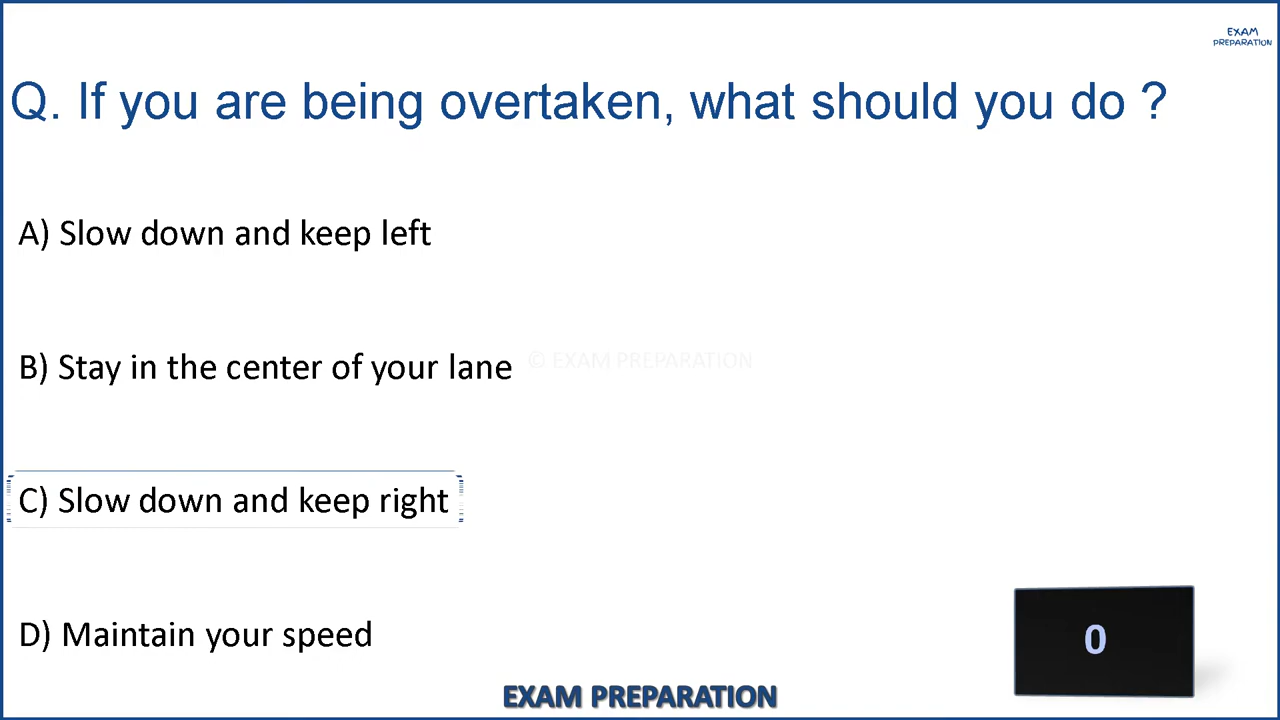 EXAM
PREPARATION
Q. If you are being overtaken, what should you do ?
A) Slow down and keep left
B) Stay in the center of your lane
© EXAM PREPARATION
C) Slow down and keep right
D) Maintain your speed
0
EXAM PREPARATION